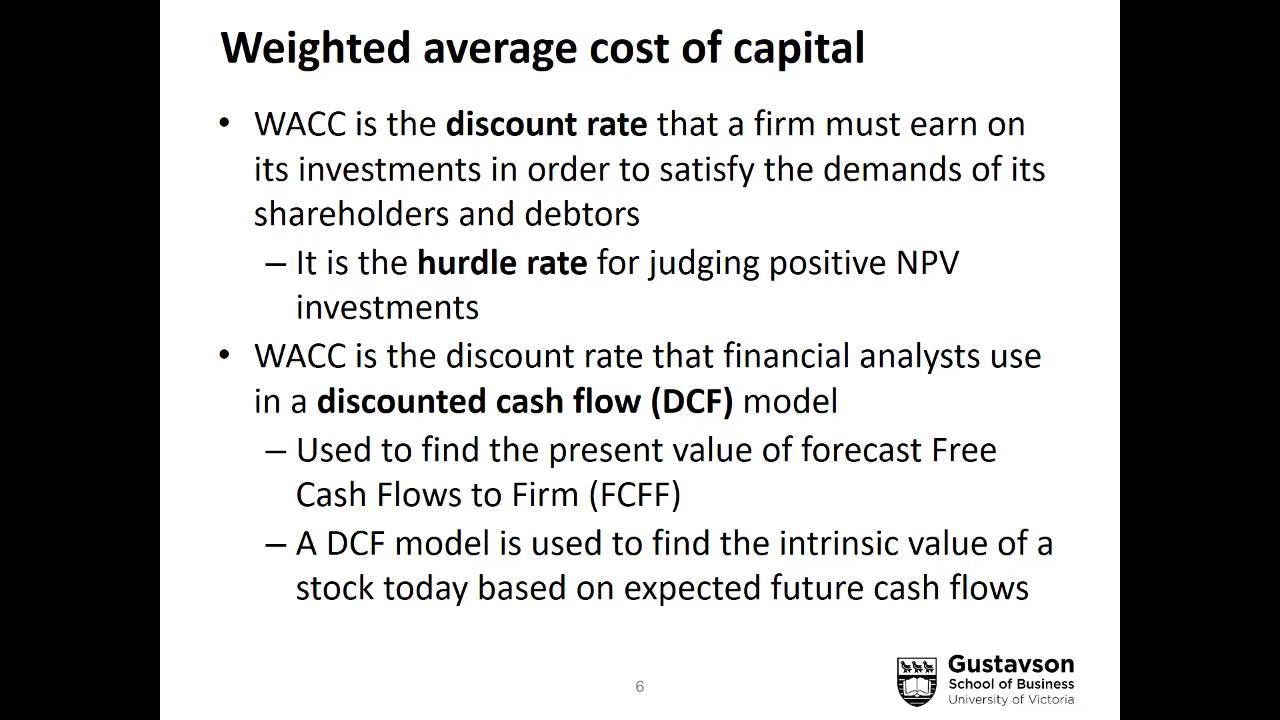 Weighted average cost of capital
• WACC is the discount rate that a firm must earn on
its investments in order to satisfy the demands of its
shareholders and debtors
– It is the hurdle rate for judging positive NPV
investments
• WACC is the discount rate that financial analysts use
in a discounted cash flow (DCF) model
– Used to find the present value of forecast Free
Cash Flows to Firm (FCFF)
– A DCF model is used to find the intrinsic value of a
stock today based on expected future cash flows
6
Gustavson
School of Business
University of Victoria